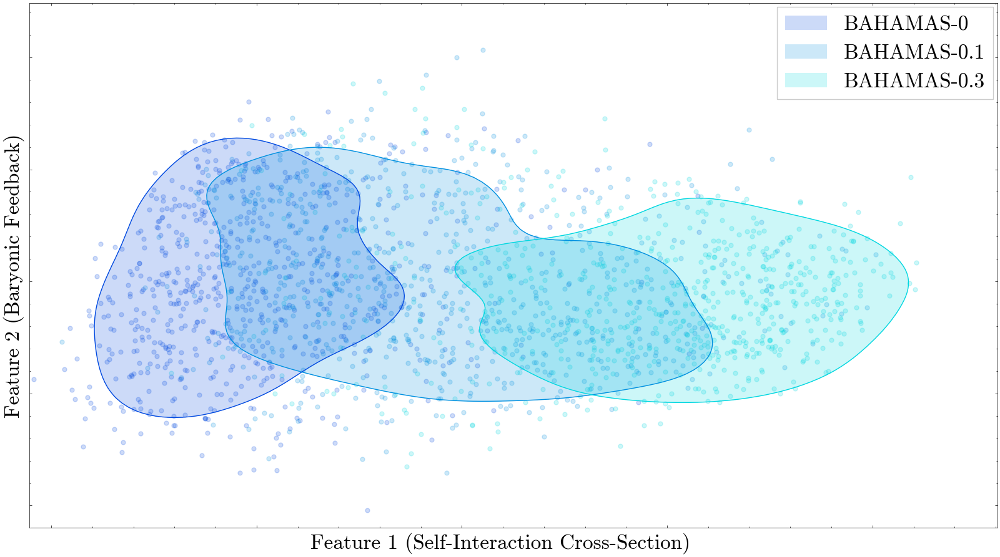 BAHAMAS-0
BAHAMAS-0.1
BAHAMAS-0.3
Feature 2 (Baryonic Feedback)
Feature 1 (Self-Interaction Cross-Section)